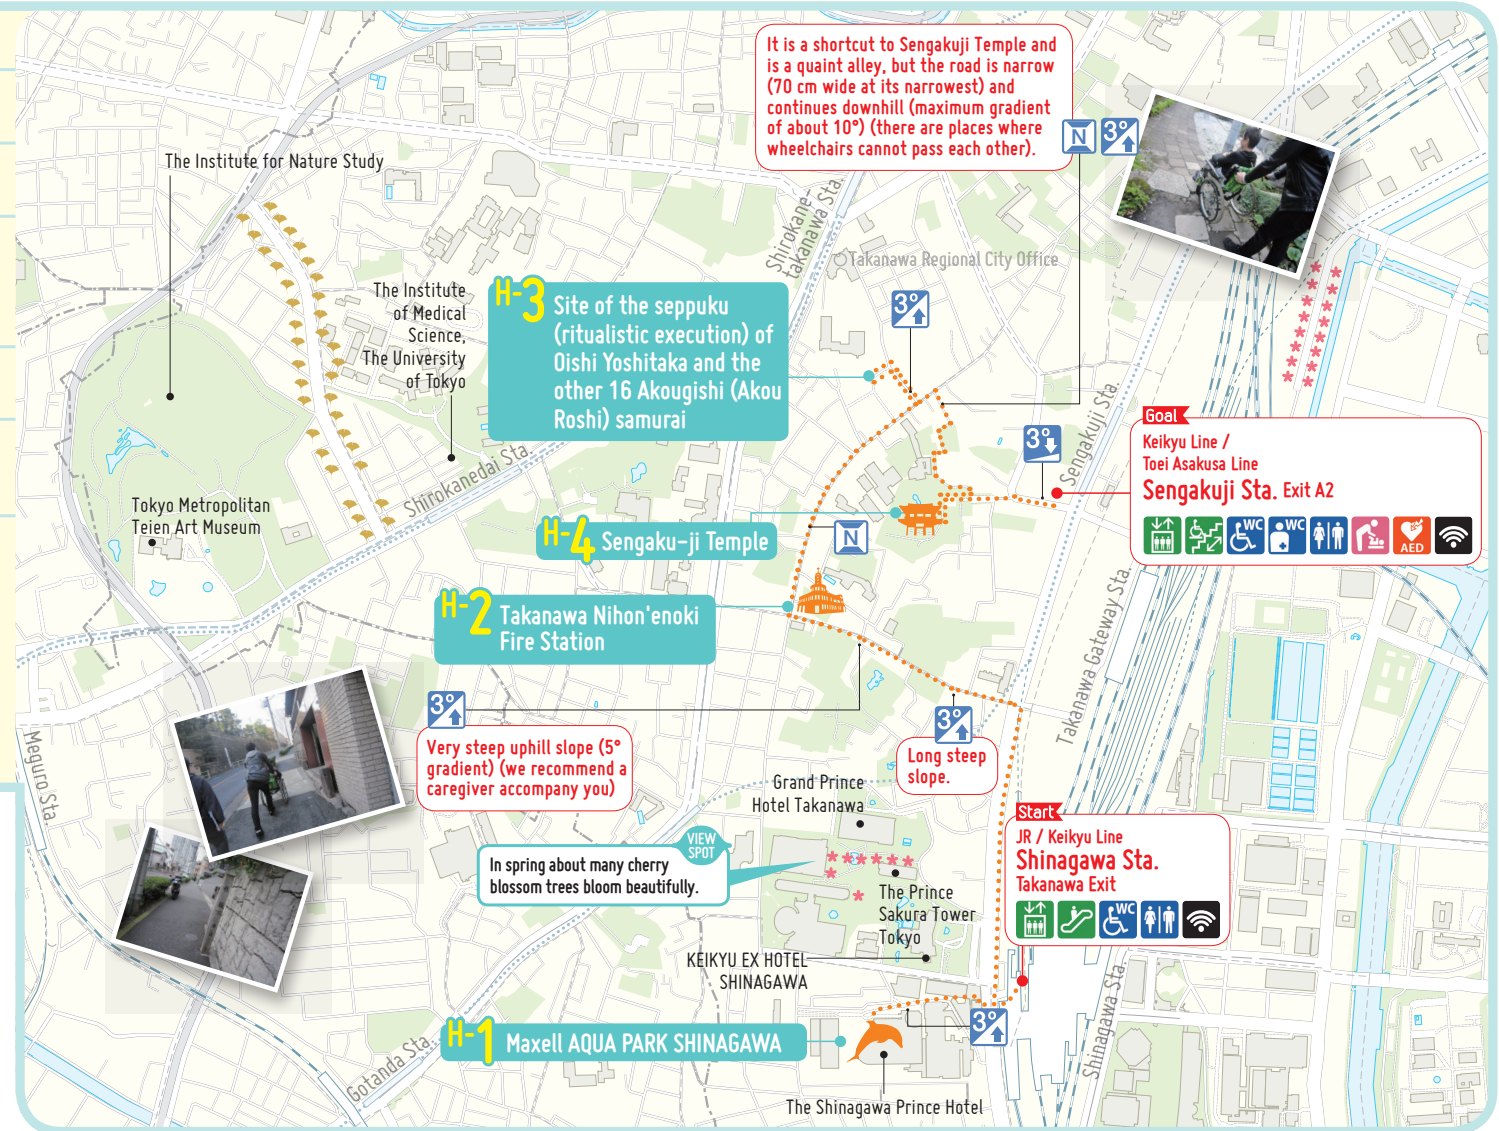 It is a shortcut to Sengakuji Temple and
is a quaint alley, but the road is narrow
(70 cm wide at its narrowest) and
continues downhill (maximum gradient
of about 10°) (there are places where
wheelchairs cannot pass each other).
N
3°
The Institute for Nature Study
Shirokane-
takanawa Sta.
Takanawa Regional City Office
The Institute
of Medical
Science,
The University
of Tokyo
H-3
Site of the seppuku
(ritualistic execution) of
Oishi Yoshitaka and the
other 16 Akougishi (Akou
Roshi) samurai
3°
3°
Sengakuji Sta.
Goal
Keikyu Line /
Toei Asakusa Line
Sengakuji Sta. Exit A2
WC
WC
AED
Shirokanedai Sta.
Tokyo Metropolitan
Teien Art Museum
H-4
Sengaku-ji Temple
N
H-2
Takanawa Nihon'enoki
Fire Station
Takanawa Gateway Sta.
3°
Very steep uphill slope (5°
gradient) (we recommend a
caregiver accompany you)
3°
Long steep
slope.
Meguro Sta.
Grand Prince
Hotel Takanawa
VIEW
SPOT
In spring about many cherry
blossom trees bloom beautifully.
Start
JR / Keikyu Line
Shinagawa Sta.
Takanawa Exit
WC
The Prince
Sakura Tower
Tokyo
KEIKYU EX HOTEL
SHINAGAWA
3°
H-1
Maxell AQUA PARK SHINAGAWA
Gotanda Sta.
Shinagawa Sta.
The Shinagawa Prince Hotel